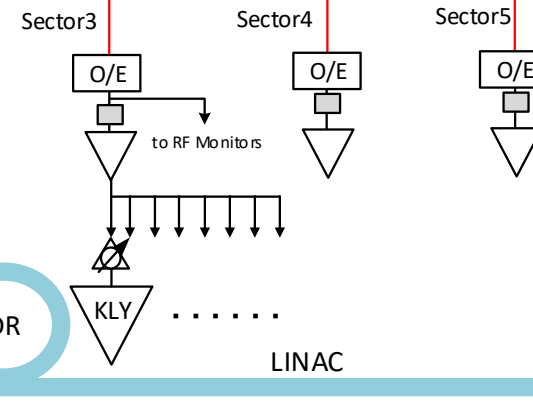 Sector3
Sector4
Sector5
O/E
O/E
O/E
to RF Monitors
KLY
LINAC